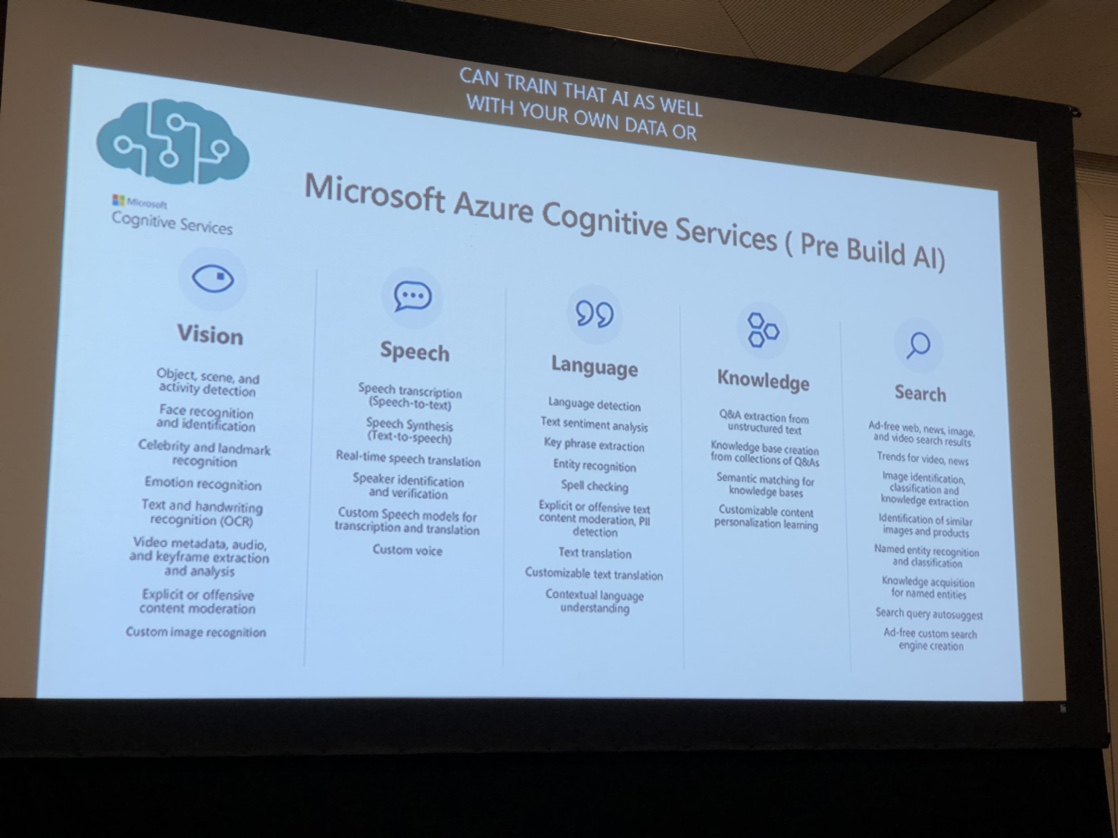 CAN TRAIN THAT AI AS WELL
WITH YOUR OWN DATA OR
Microsoft
Cognitive Services
Microsoft Azure Cognitive Services ( Pre Build AI)
Vision
Object, scene, and
activity detection
Face recognition
and identification
Celebrity and landmark
recognition
Emotion recognition
Text and handwriting
recognition (OCR)
Video metadata, audio,
and keyframe extraction
and analysis
Explicit or offensive
content moderation
Custom image recognition
Speech
Speech transcription
(Speech-to-text)
Speech Synthesis
(Text-to-speech)
Real-time speech translation
Speaker identification
and verification
Custom Speech models for
transcription and translation
Custom voice
Language
Language detection
Text sentiment analysis
Key phrase extraction
Entity recognition
Spell checking
Explicit or offensive text
content moderation, PII
detection
Text translation
Customizable text translation
Contextual language
understanding
Knowledge
Q&A extraction from
unstructured text
Knowledge base creation
from collections of Q&As
Semantic matching for
knowledge bases
Customizable content
personalization learning
Search
Ad-free web, news, image,
and video search results
Trends for video, news
Image identification,
classification and
knowledge extraction
Identification of similar
images and products
Named entity recognition
and classification
Knowledge acquisition
for named entities
Search query autosuggest
Ad-free custom search
engine creation